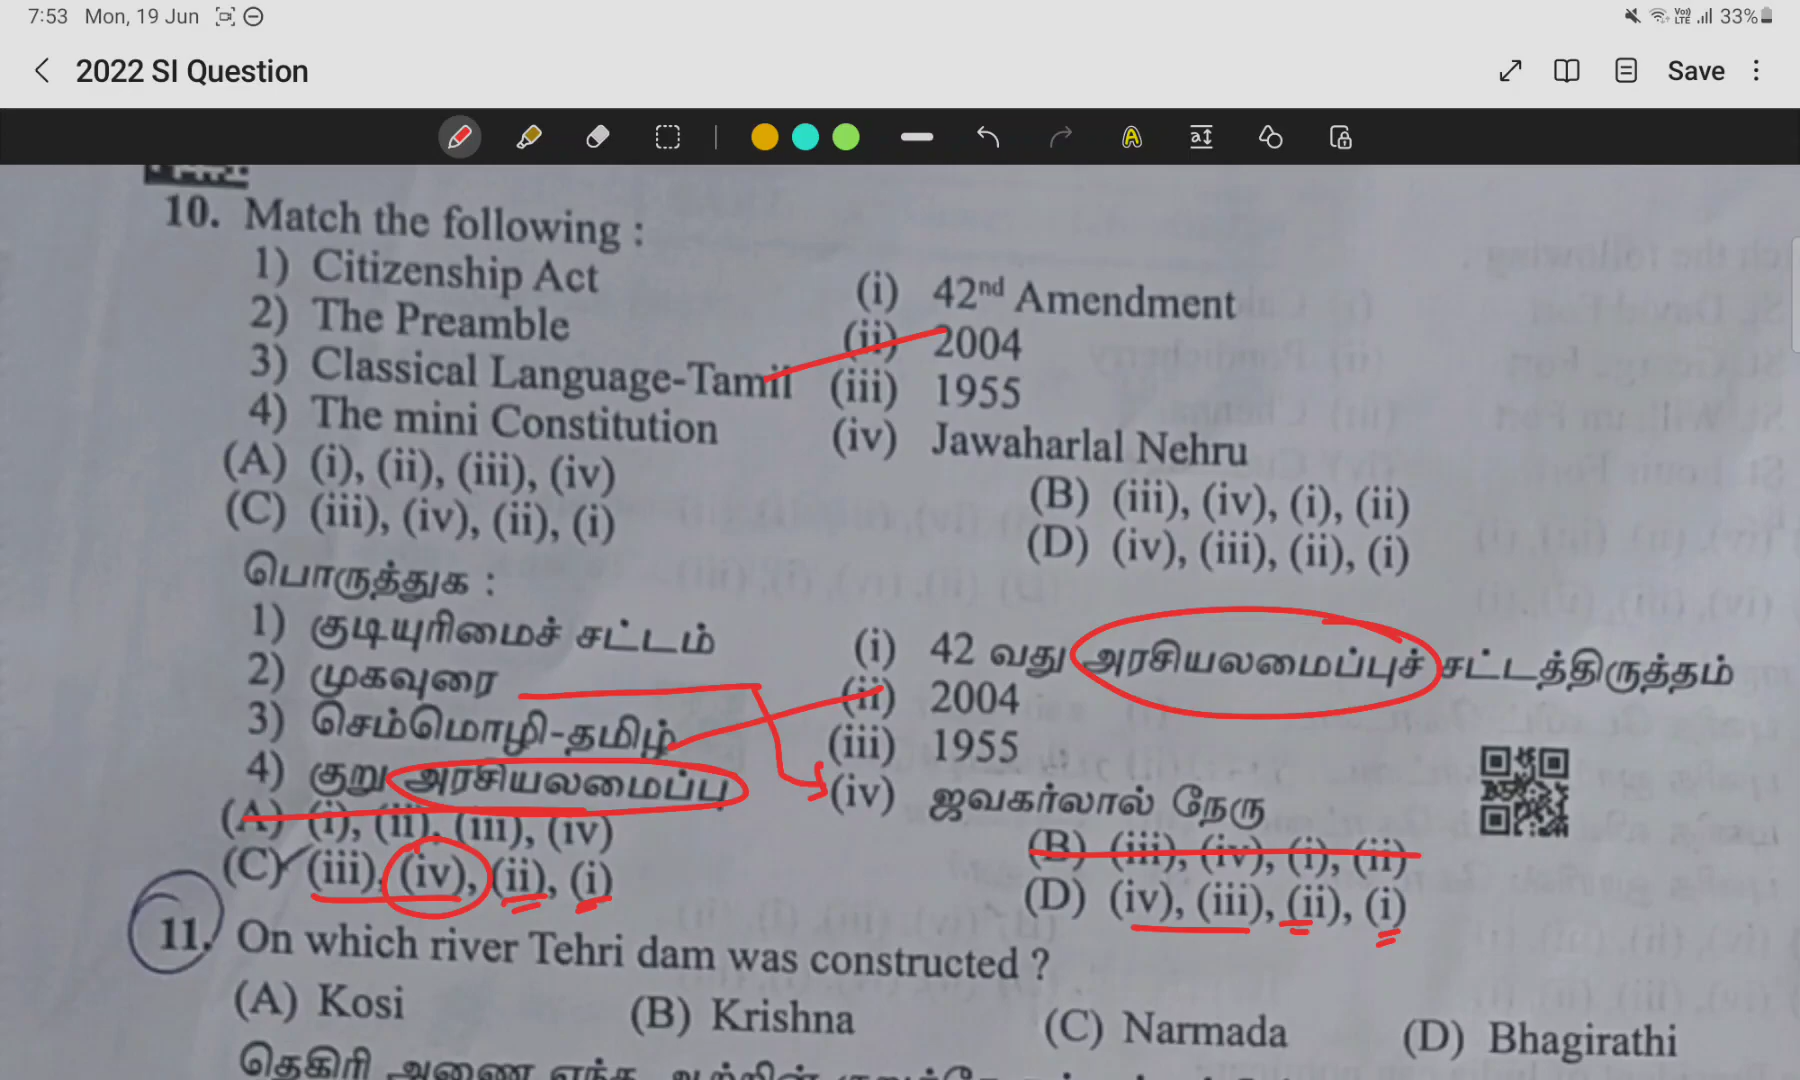 7:53 Mon, 19 Jun 33%
2022 SI Question Save
10. Match the following :
1) Citizenship Act (i) 42nd Amendment
2) The Preamble (ii) 2004
3) Classical Language-Tamil (iii) 1955
4) The mini Constitution (iv) Jawaharlal Nehru
(A) (i), (ii), (iii), (iv) (B) (iii), (iv), (i), (ii)
(C) (iii), (iv), (ii), (i) (D) (iv), (iii), (ii), (i)
பொருத்துக :
1) குடியுரிமைச் சட்டம் (i) 42 வது அரசியலமைப்புச் சட்டத்திருத்தம்
2) முகவுரை (ii) 2004
3) செம்மொழி-தமிழ் (iii) 1955
4) குறு அரசியலமைப்பு (iv) ஜவகர்லால் நேரு
(A) (i), (ii), (iii), (iv) (B) (iii), (iv), (i), (ii)
(C) (iii), (iv), (ii), (i) (D) (iv), (iii), (ii), (i)
11. On which river Tehri dam was constructed ?
(A) Kosi (B) Krishna (C) Narmada (D) Bhagirathi
தெகிரி அணை எந்த